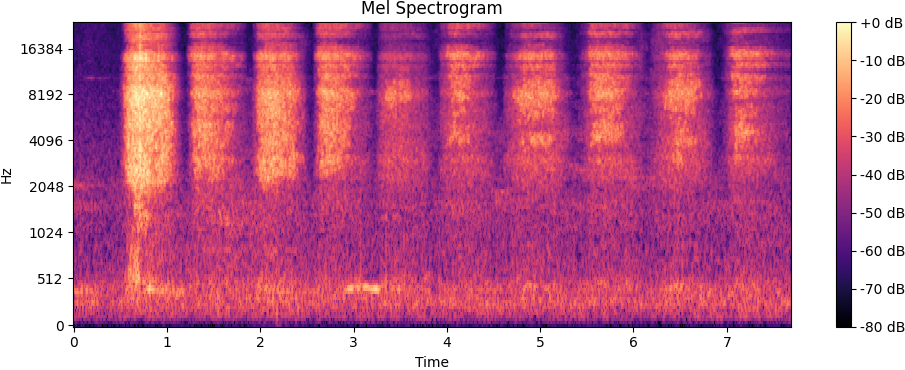 Mel Spectrogram
Hz
16384
8192
4096
2048
1024
512
0
0 1 2 3 4 5 6 7
Time
+0 dB
-10 dB
-20 dB
-30 dB
-40 dB
-50 dB
-60 dB
-70 dB
-80 dB